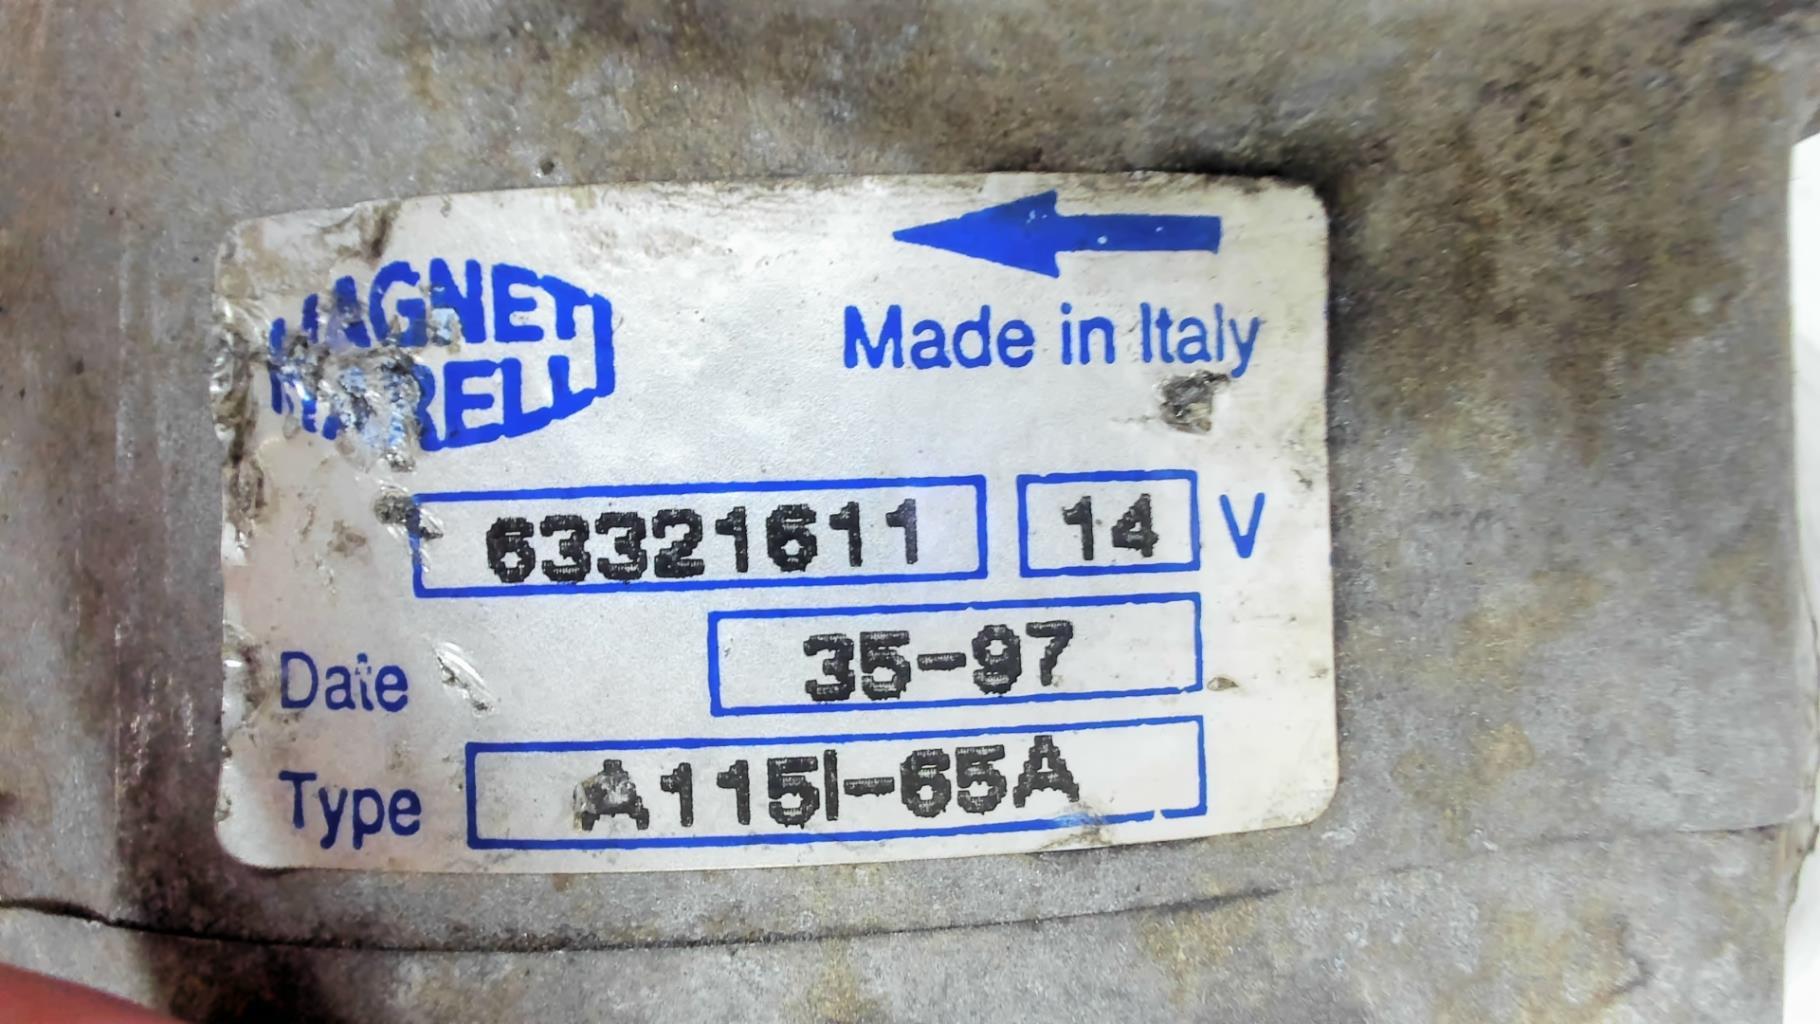 MAGNETI
MARELLI
Made in Italy
63321611 14 V
Date 35-97
Type A115I-65A